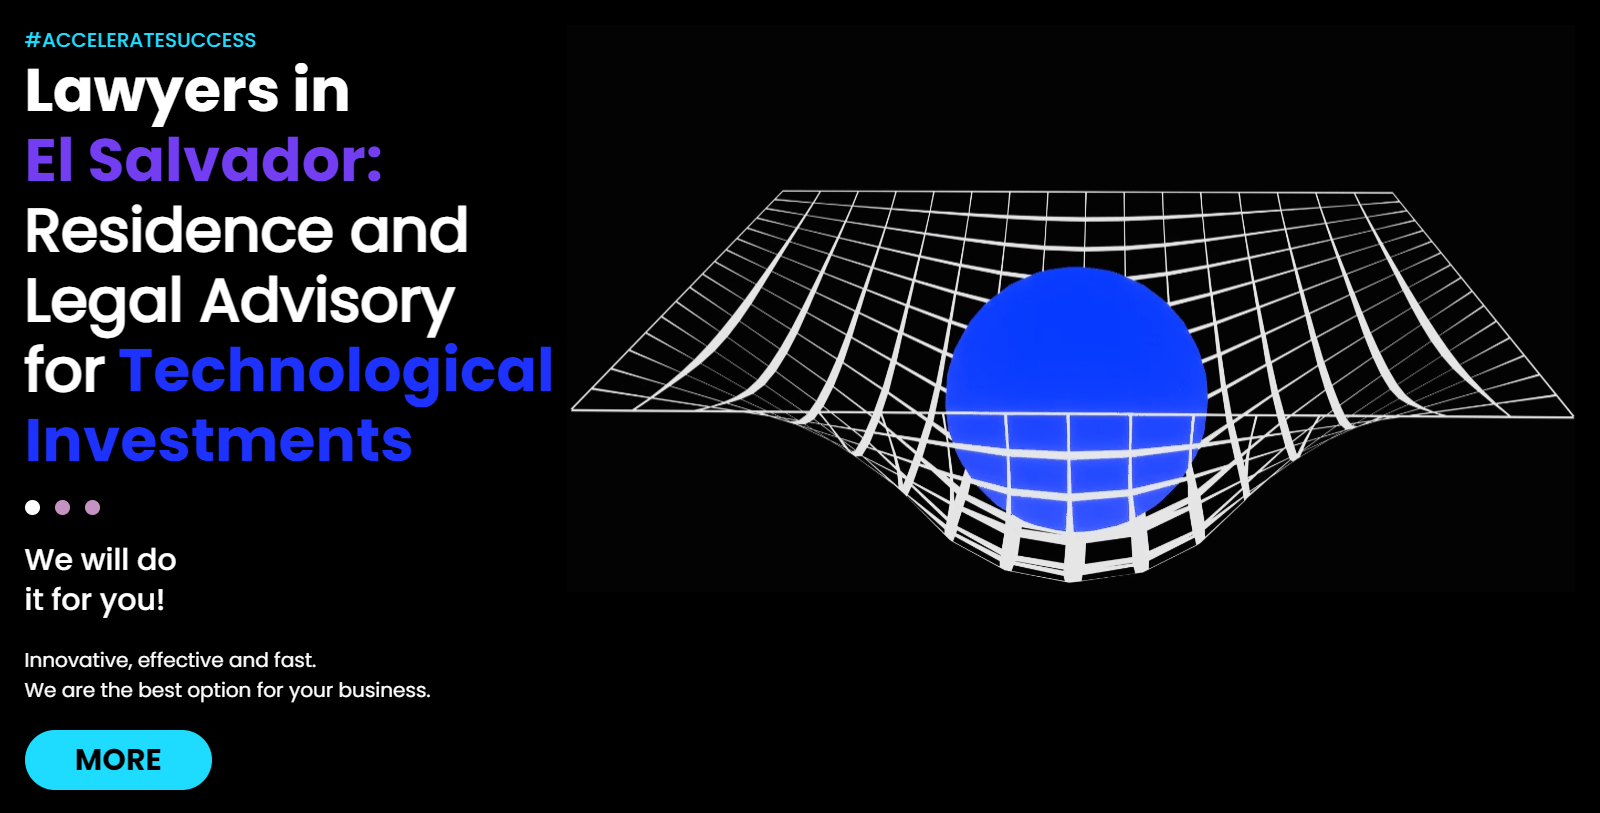 #ACCELERATESUCCESS
Lawyers in
El Salvador:
Residence and
Legal Advisory
for Technological
Investments
We will do
it for you!
Innovative, effective and fast.
We are the best option for your business.
MORE